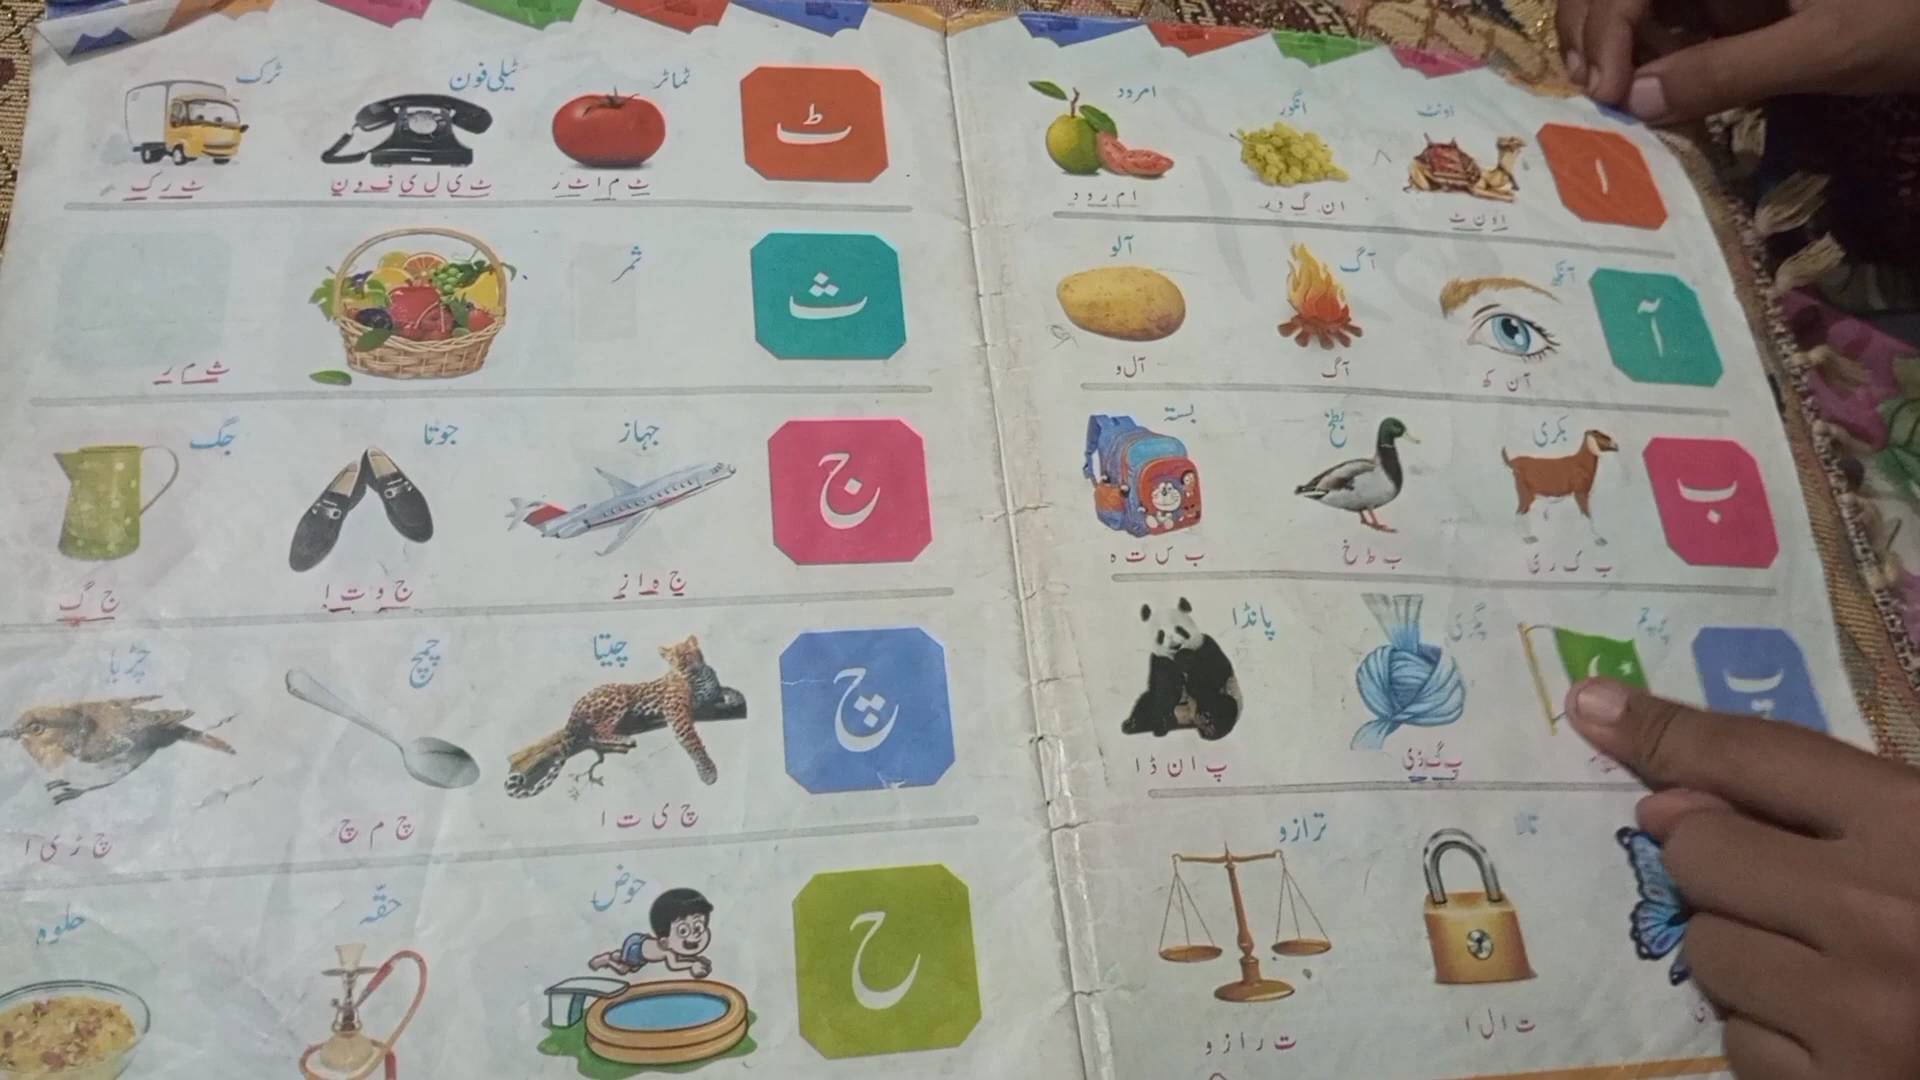 ا
اونٹ انگور امرود
ا و ن ٹ ا ن گ و ر ا م ر و د
آ
آنکھ آگ آلو
آ ن کھ آ گ آ ل و
ب
بکری بطخ بستہ
ب ک ر ی ب ط خ ب س ت ہ
پ
پرچم پگڑی پانڈا
پ گ ڑ ی پ ا ن ڈ ا
تالا ترازو
ت ا ل ا ت ر ا ز و
ٹ
ٹماٹر ٹیلی فون ٹرک
ٹ م ا ٹ ر ٹ ی ل ی ف و ن ٹ ر ک
ث
ثمر
ث م ر
ج
جہاز جوتا جگ
ج ہ ا ز ج و ت ا ج گ
چ
چیتا چمچ چڑیا
چ ی ت ا چ م چ چ ڑ ی ا
ح
حوض حقّہ حلوہ